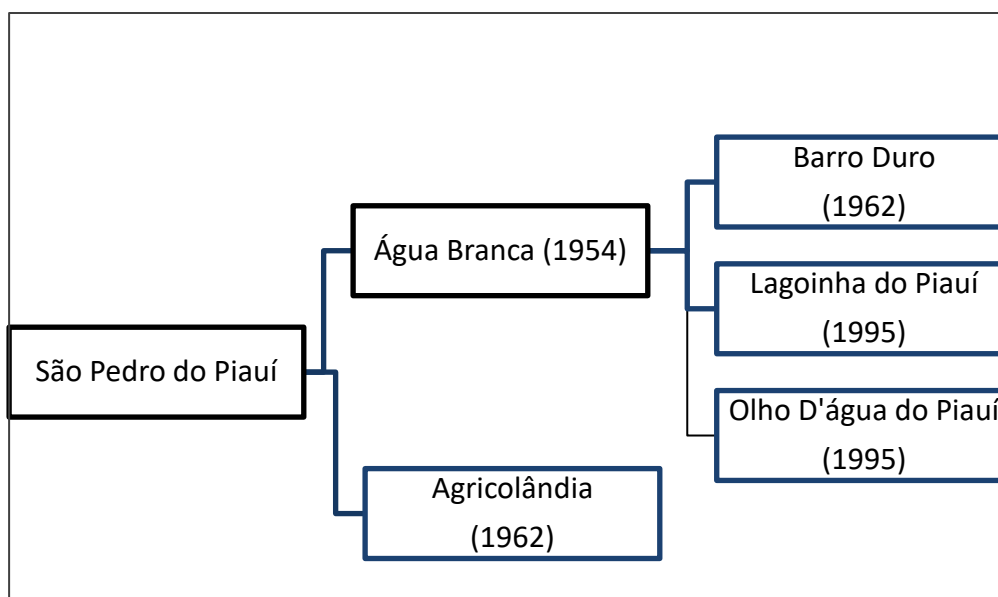 São Pedro do Piauí
Água Branca (1954)
Agricolândia
(1962)
Barro Duro
(1962)
Lagoinha do Piauí
(1995)
Olho D'água do Piauí
(1995)